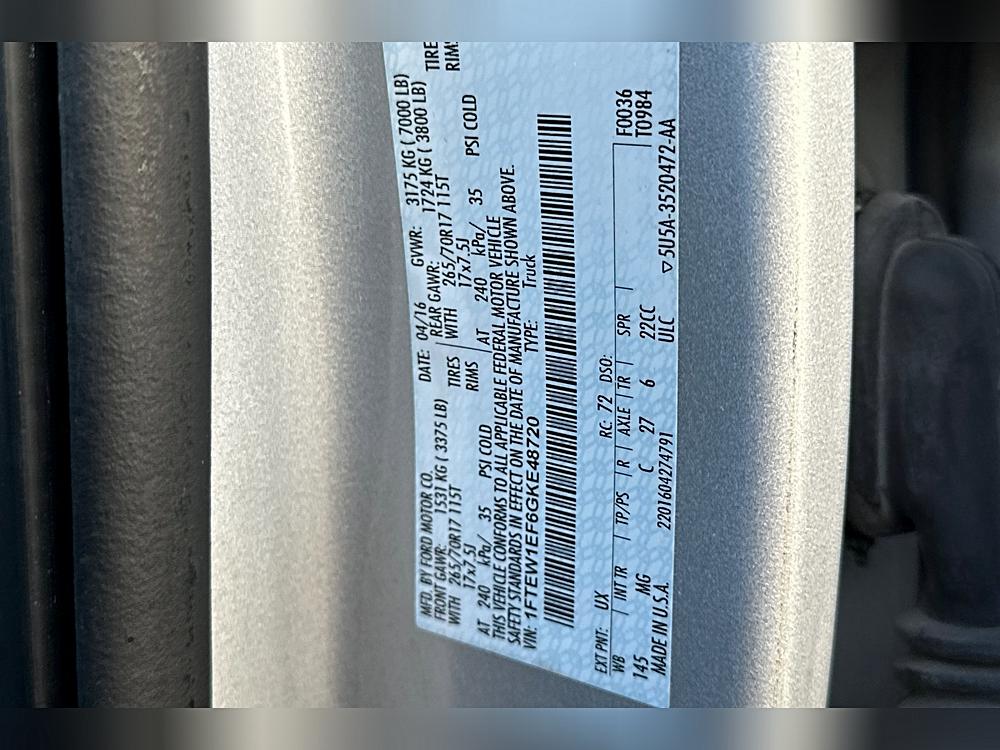 MFD. BY FORD MOTOR CO. DATE: 04/16 GVWR: 3175 KG ( 7000 LB)
FRONT GAWR: 1531 KG ( 3375 LB) REAR GAWR: 1724 KG ( 3800 LB)
WITH 265/70R17 115T TIRES WITH 265/70R17 115T TIRE
17x7.5J RIMS 17x7.5J RIM
AT 240 kPa/ 35 PSI COLD AT 240 kPa/ 35 PSI COLD
THIS VEHICLE CONFORMS TO ALL APPLICABLE FEDERAL MOTOR VEHICLE
SAFETY STANDARDS IN EFFECT ON THE DATE OF MANUFACTURE SHOWN ABOVE.
VIN: 1FTEW1EF6GKE48720 TYPE: Truck
EXT PNT: UX RC: 72 DSO: F0036
WB INT TR TP/PS R AXLE TR SPR T0984
145 MG C 27 6 22CC
MADE IN U.S.A. 220160427479​1 ULC ▽5U5A-3520472-AA